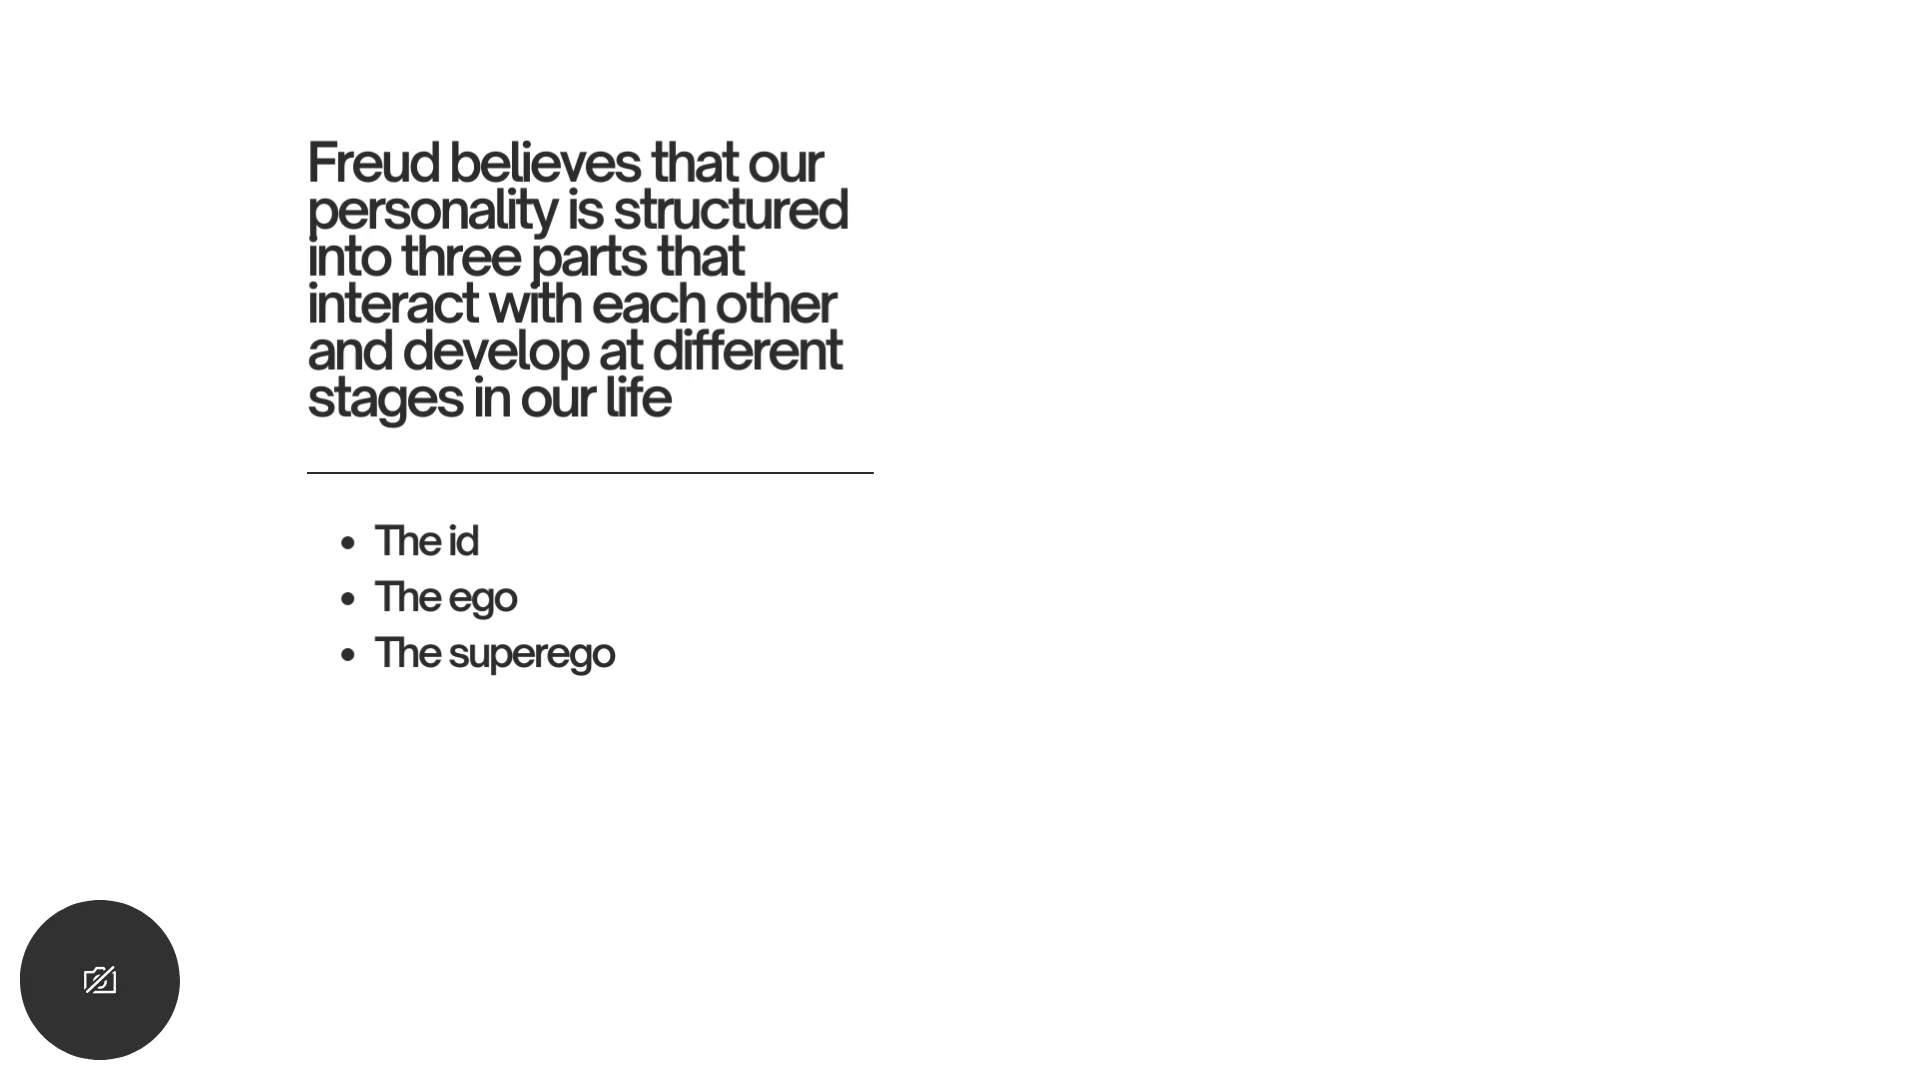 Freud believes that our
personality is structured
into three parts that
interact with each other
and develop at different
stages in our life
• The id
• The ego
• The superego